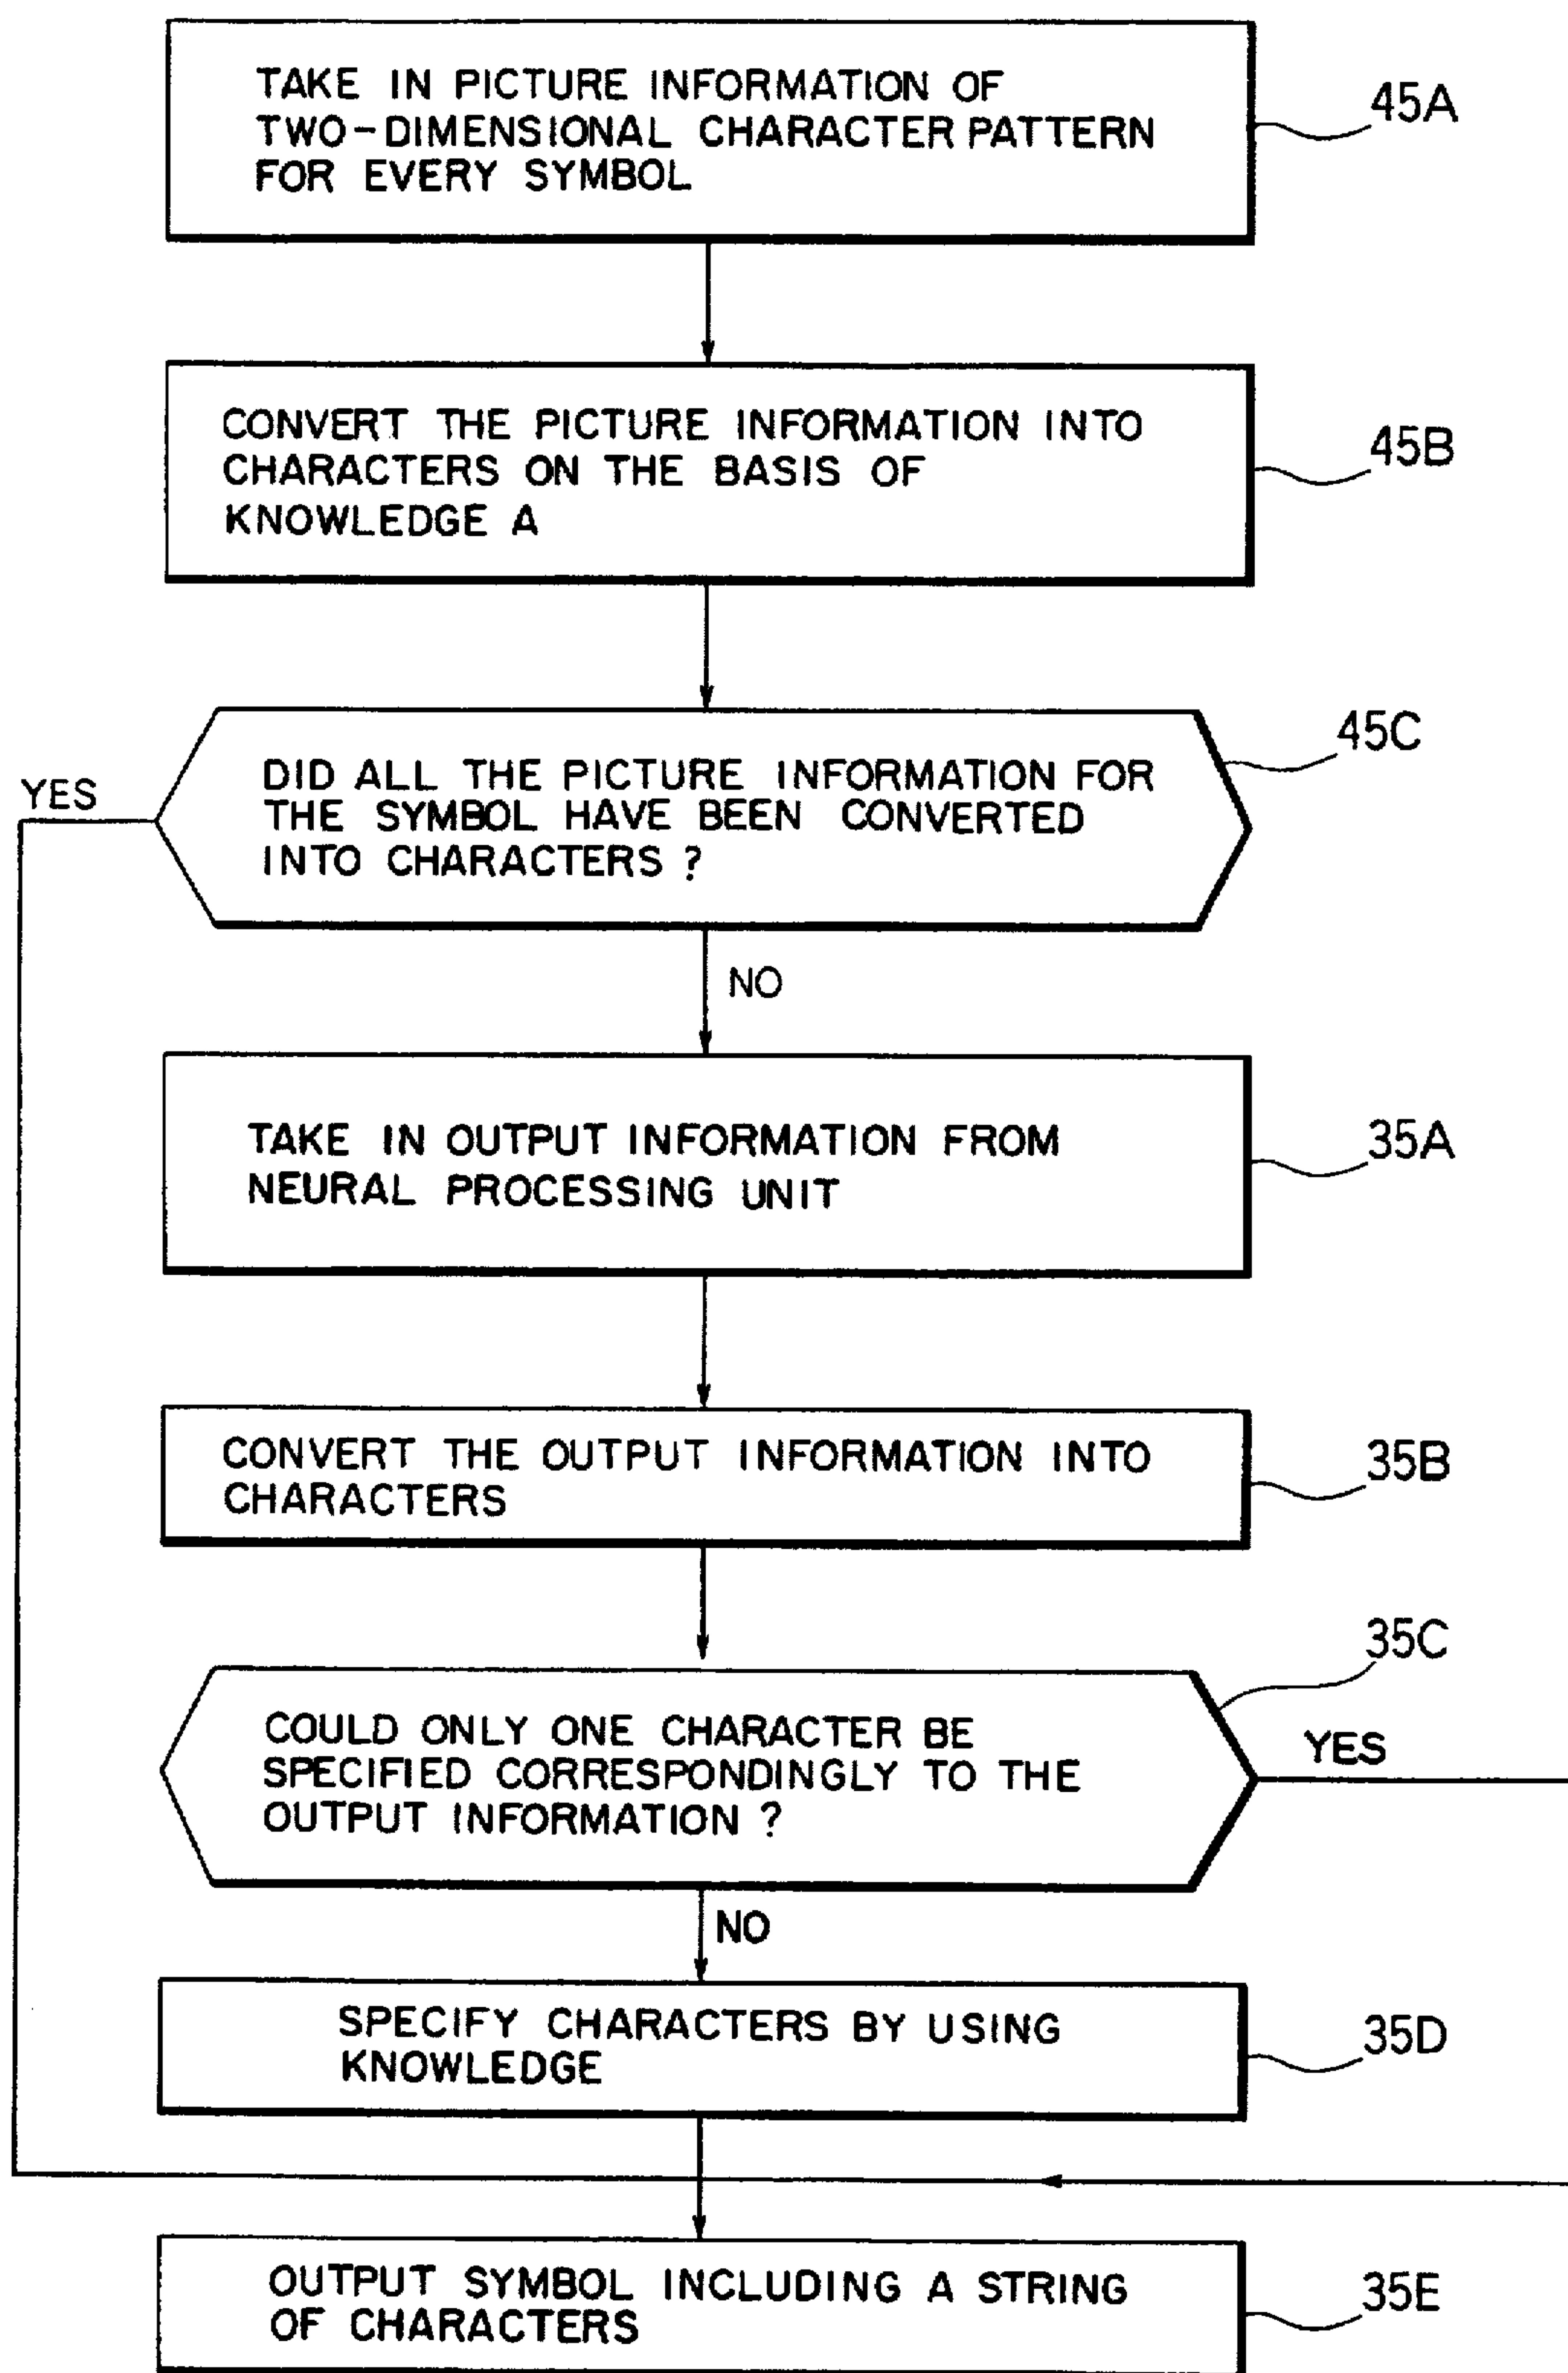 TAKE IN PICTURE INFORMATION OF
TWO-DIMENSIONAL CHARACTER PATTERN
FOR EVERY SYMBOL
45A
CONVERT THE PICTURE INFORMATION INTO
CHARACTERS ON THE BASIS OF
KNOWLEDGE A
45B
45C
DID ALL THE PICTURE INFORMATION FOR
THE SYMBOL HAVE BEEN CONVERTED
INTO CHARACTERS ?
YES
NO
TAKE IN OUTPUT INFORMATION FROM
NEURAL PROCESSING UNIT
35A
CONVERT THE OUTPUT INFORMATION INTO
CHARACTERS
35B
35C
COULD ONLY ONE CHARACTER BE
SPECIFIED CORRESPONDINGLY TO THE
OUTPUT INFORMATION ?
YES
NO
SPECIFY CHARACTERS BY USING
KNOWLEDGE
35D
OUTPUT SYMBOL INCLUDING A STRING
OF CHARACTERS
35E